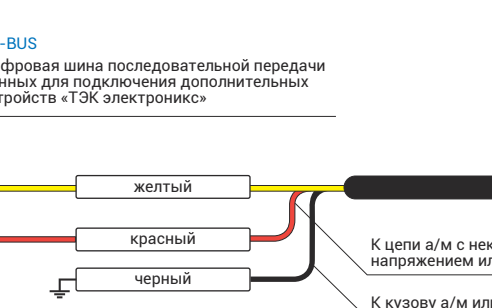 -BUS
фровая шина последовательной передачи
нных для подключения дополнительных
тройств «ТЭК электроникс»
желтый
красный
черный
К цепи а/м с нек
напряжением ил
К кузову а/м или